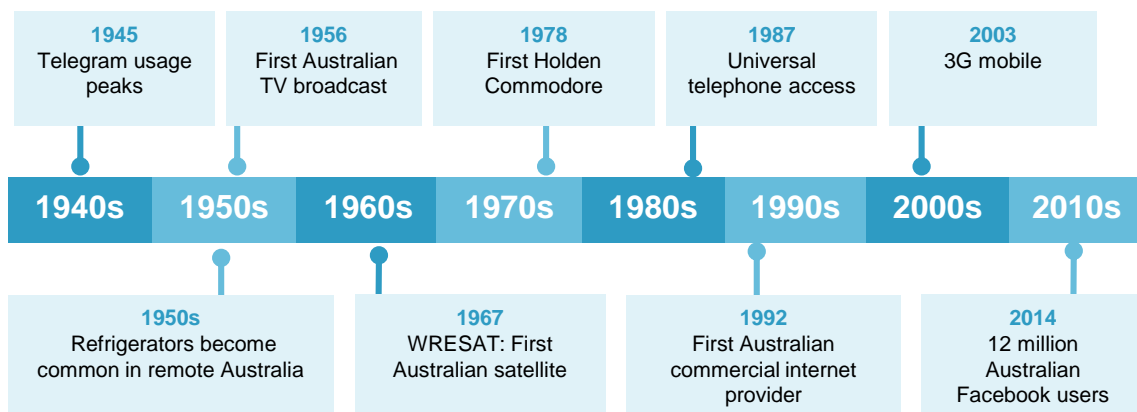 1945
Telegram usage
peaks
1956
First Australian
TV broadcast
1978
First Holden
Commodore
1987
Universal
telephone access
2003
3G mobile
1940s
1950s
1960s
1970s
1980s
1990s
2000s
2010s
1950s
Refrigerators become
common in remote Australia
1967
WRESAT: First
Australian satellite
1992
First Australian
commercial internet
provider
2014
12 million
Australian
Facebook users